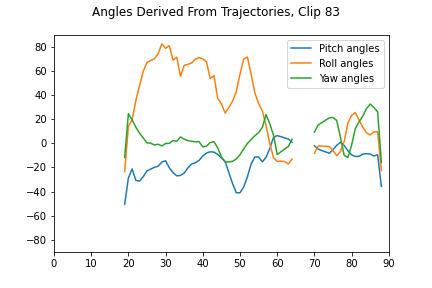 Angles Derived From Trajectories, Clip 83
Pitch angles
Roll angles
Yaw angles
80
60
40
20
0
−20
−40
−60
−80
0 10 20 30 40 50 60 70 80 90